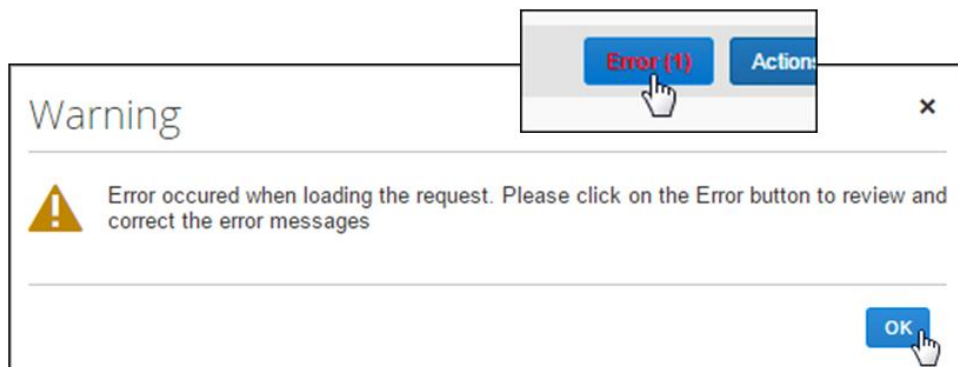 Error (1)
Action
Warning
Error occured when loading the request. Please click on the Error button to review and
correct the error messages
OK